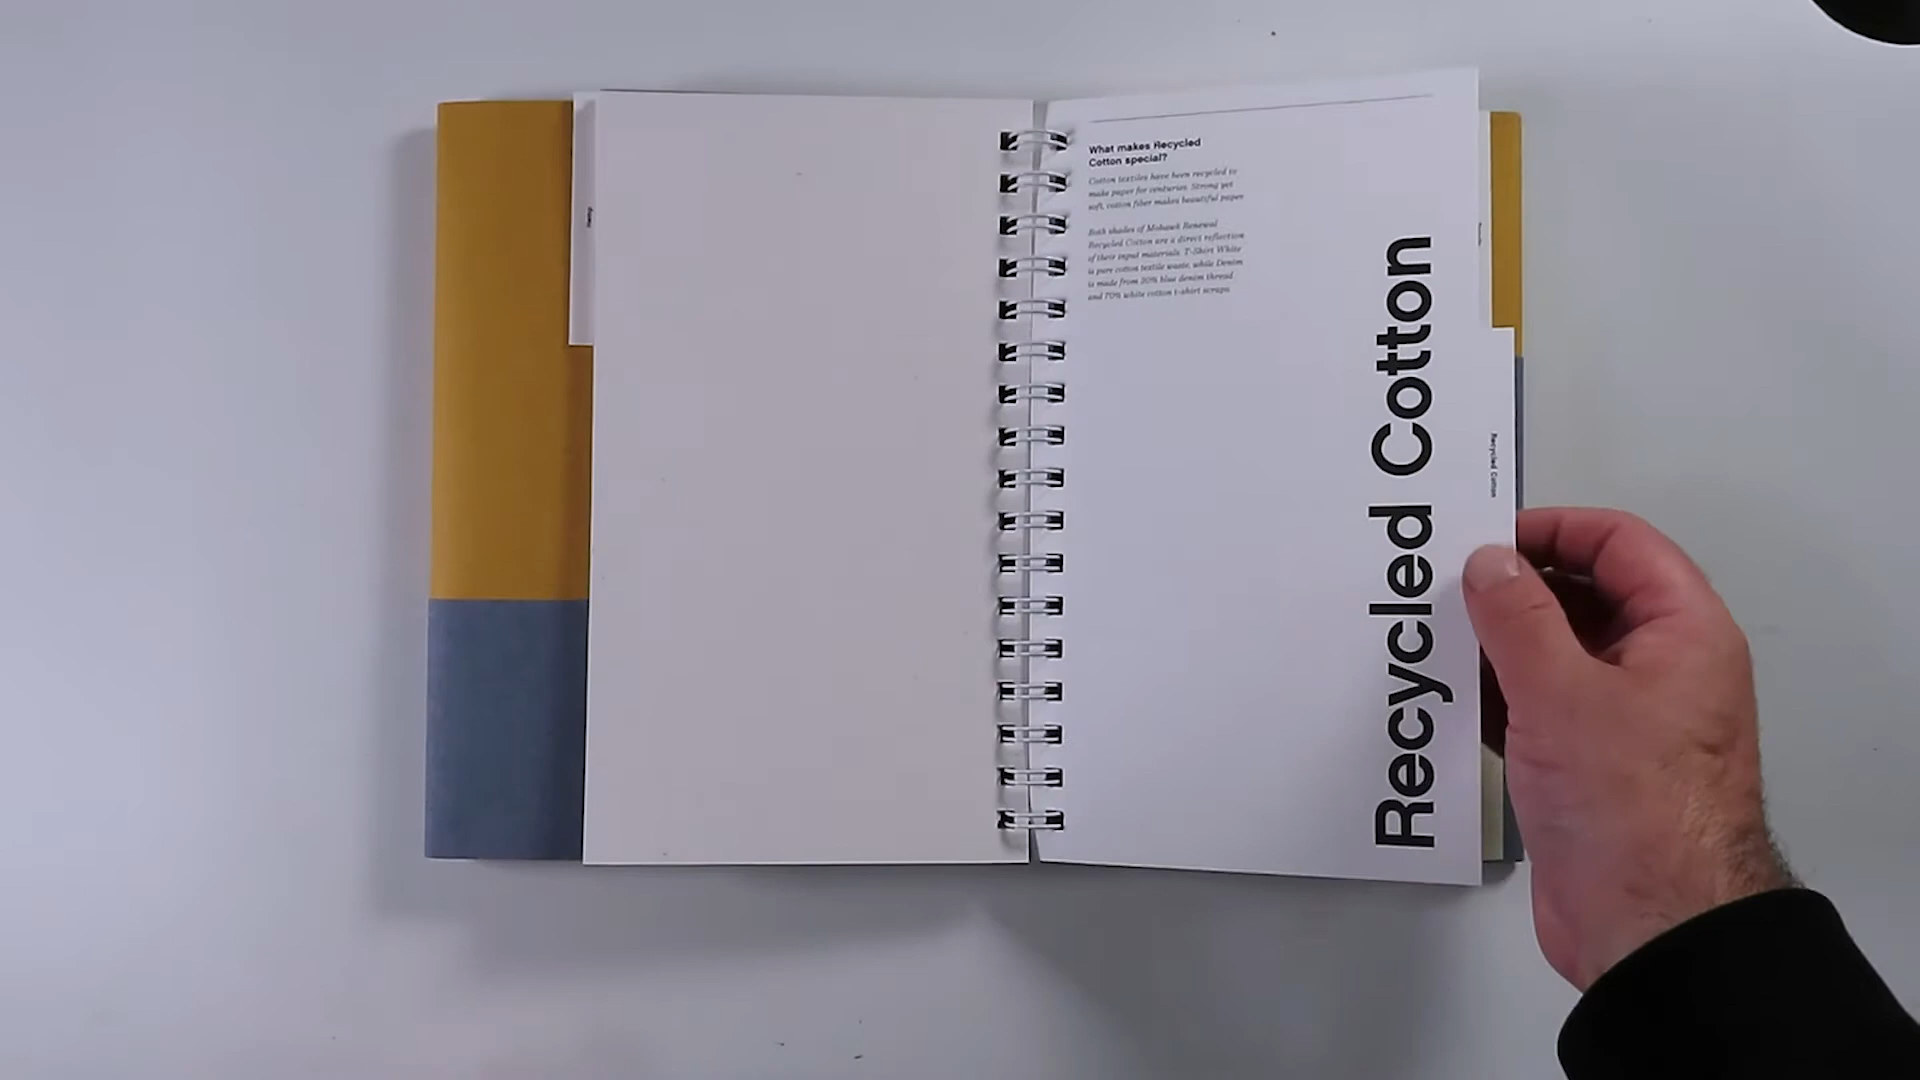 What makes Recycled
Cotton special?
Cotton textiles have been recycled to
make paper for centuries. Strong yet
soft, cotton fiber makes beautiful paper
Both shades of Mohawk Renewal
Recycled Cotton are a direct reflection
of their input materials. T-Shirt White
is pure cotton textile waste, while Denim
is made from 30% blue denim thread
and 70% white cotton t-shirt scraps.
Recycled Cotton
Recycled Cotton